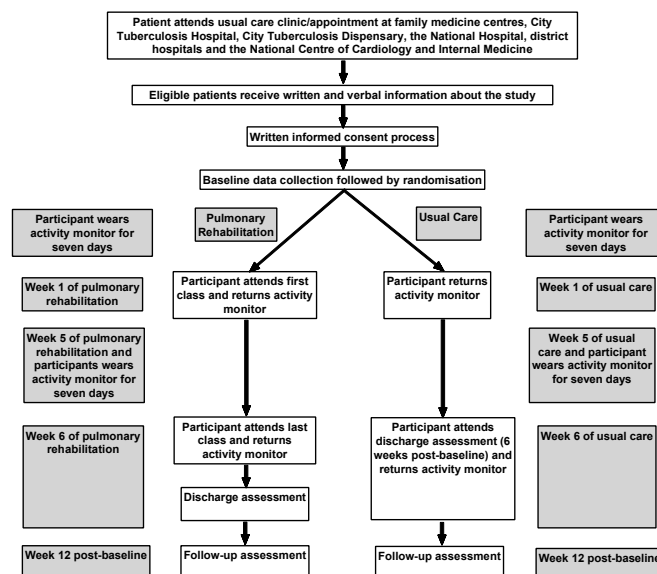 Patient attends usual care clinic/appointment at family medicine centres, City
Tuberculosis Hospital, City Tuberculosis Dispensary, the National Hospital, district
hospitals and the National Centre of Cardiology and Internal Medicine
Eligible patients receive written and verbal information about the study
Written informed consent process
Baseline data collection followed by randomisation
Participant wears
activity monitor for
seven days
Pulmonary
Rehabilitation
Usual Care
Participant wears
activity monitor for
seven days
Week 1 of pulmonary
rehabilitation
Participant attends first
class and returns activity
monitor
Participant returns
activity monitor
Week 1 of usual care
Week 5 of pulmonary
rehabilitation and
participants wears
activity monitor for
seven days
Week 5 of usual
care and participant
wears activity monitor
for seven days
Week 6 of pulmonary
rehabilitation
Participant attends last
class and returns
activity monitor
Participant attends
discharge assessment (6
weeks post-baseline) and
returns activity monitor
Week 6 of usual care
Discharge assessment
Week 12 post-baseline
Follow-up assessment
Follow-up assessment
Week 12 post-baseline